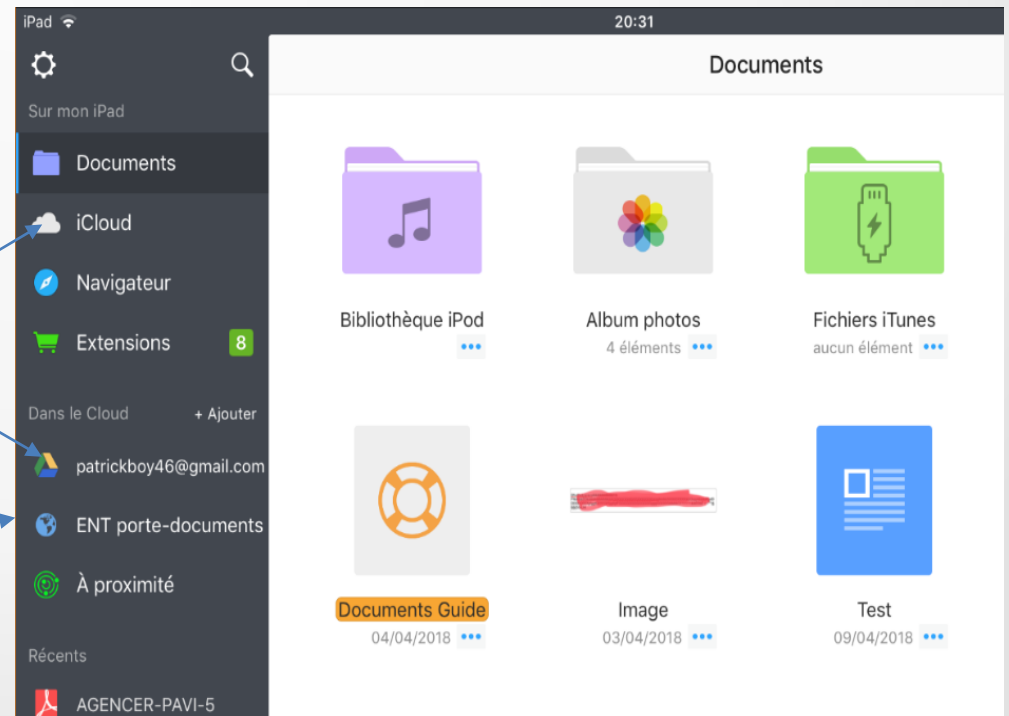 iPad 20:31
Documents
Sur mon iPad
Documents
iCloud
Navigateur
Extensions 8
Dans le Cloud + Ajouter
patrickboy46@gmail.com
ENT porte-documents
À proximité
Récents
AGENCER-PAVI-5
Bibliothèque iPod
Album photos
4 éléments
Fichiers iTunes
aucun élément
Documents Guide
04/04/2018
Image
03/04/2018
Test
09/04/2018